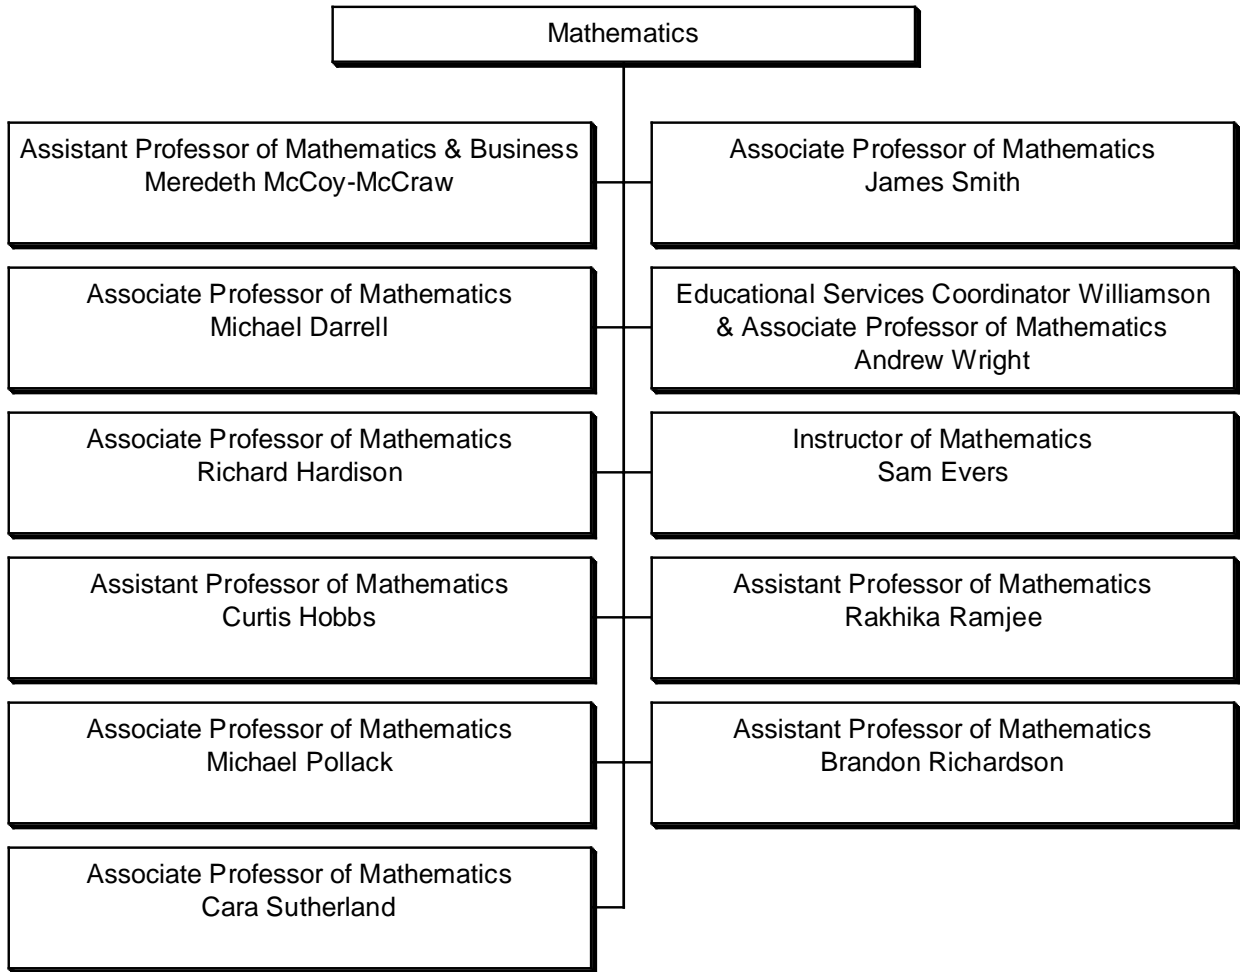 Mathematics
Assistant Professor of Mathematics & Business
Meredeth McCoy-McCraw
Associate Professor of Mathematics
James Smith
Associate Professor of Mathematics
Michael Darrell
Educational Services Coordinator Williamson
& Associate Professor of Mathematics
Andrew Wright
Associate Professor of Mathematics
Richard Hardison
Instructor of Mathematics
Sam Evers
Assistant Professor of Mathematics
Curtis Hobbs
Assistant Professor of Mathematics
Rakhika Ramjee
Associate Professor of Mathematics
Michael Pollack
Assistant Professor of Mathematics
Brandon Richardson
Associate Professor of Mathematics
Cara Sutherland